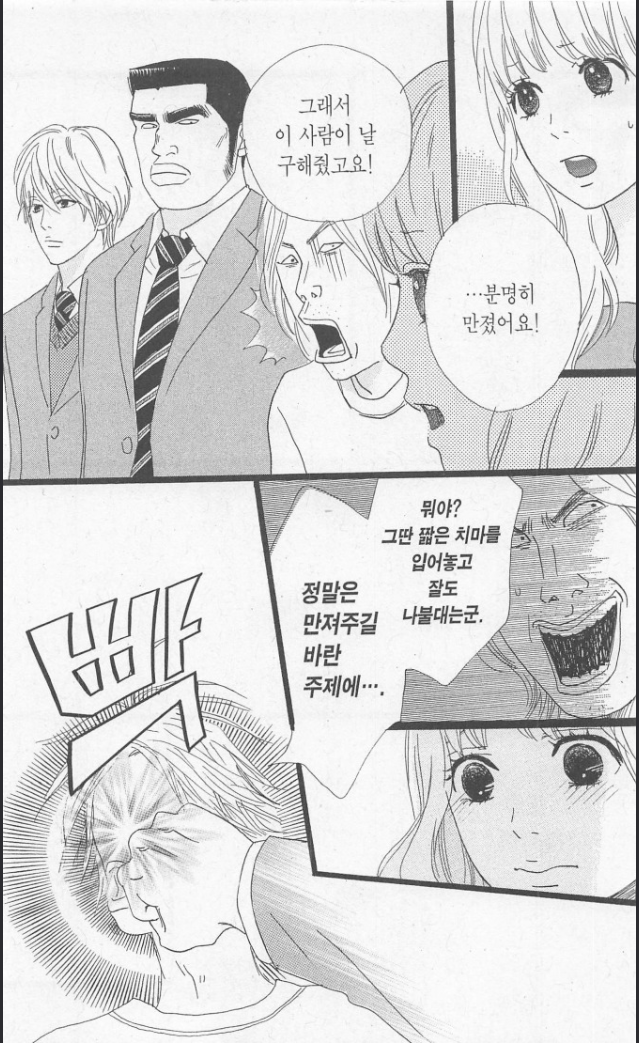 그래서
이 사람이 날
구해줬고요!
…분명히
만졌어요!
뭐야?
그딴 짧은 치마를
입어놓고
잘도
나불대는군.
정말은
만져주길
바란
주제에….
빡